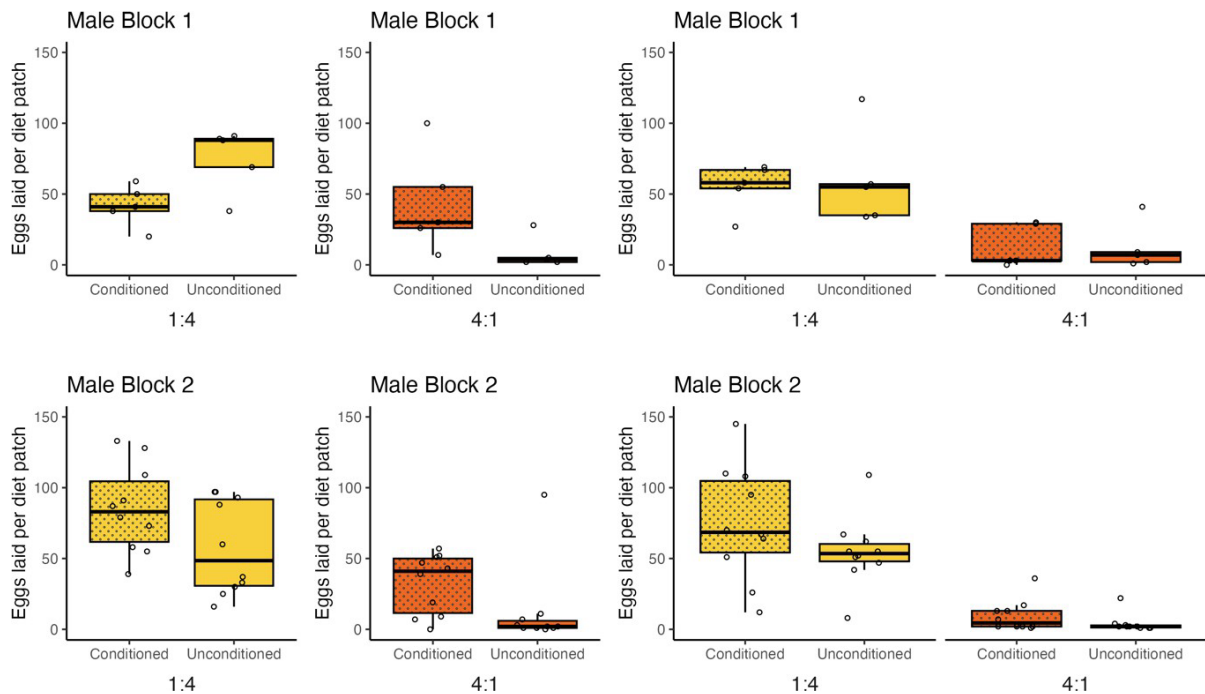 Male Block 1
Eggs laid per diet patch
150
100
50
0
Conditioned Unconditioned
1:4
Male Block 1
Eggs laid per diet patch
150
100
50
0
Conditioned Unconditioned
4:1
Male Block 1
Eggs laid per diet patch
150
100
50
0
Conditioned Unconditioned
1:4
Conditioned Unconditioned
4:1
Male Block 2
Eggs laid per diet patch
150
100
50
0
Conditioned Unconditioned
1:4
Male Block 2
Eggs laid per diet patch
150
100
50
0
Conditioned Unconditioned
4:1
Male Block 2
Eggs laid per diet patch
150
100
50
0
Conditioned Unconditioned
1:4
Conditioned Unconditioned
4:1